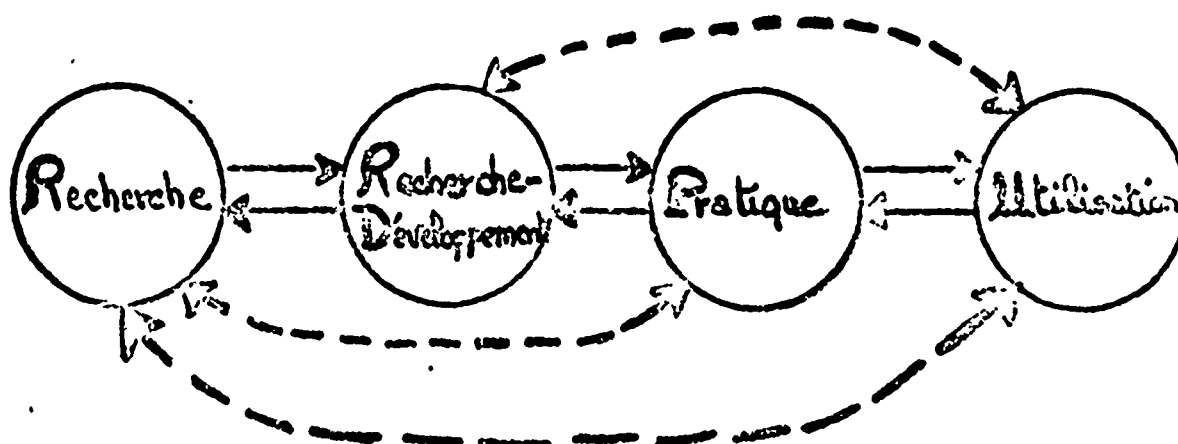 Recherche
Recherche-
Développement
Pratique
Utilisation